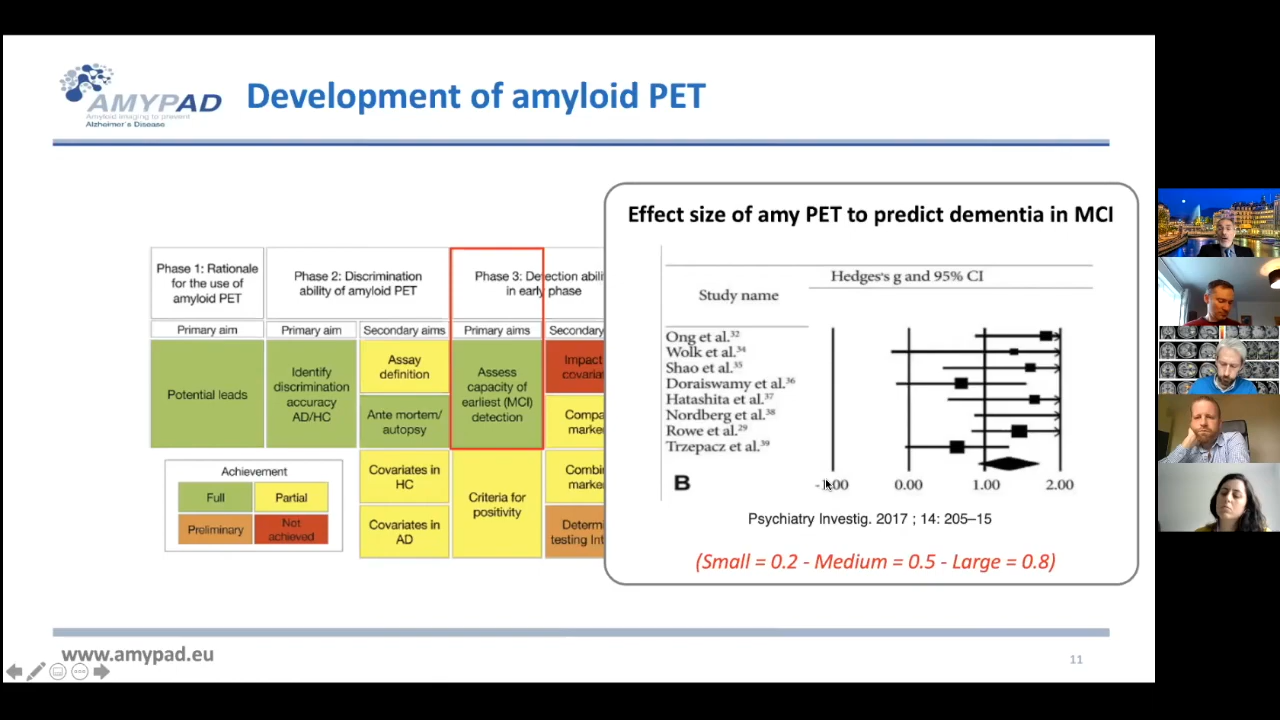 AMYPAD
Amyloid imaging to prevent
Alzheimer's Disease
Development of amyloid PET
Phase 1: Rationale
for the use of
amyloid PET
Phase 2: Discrimination
ability of amyloid PET
Phase 3: Detection abili
in early phase
Primary aim
Primary aim
Secondary aims
Primary aims
Secondary
Potential leads
Identify
discrimination
accuracy
AD/HC
Assay
definition
Ante mortem/
autopsy
Covariates in
HC
Covariates in
AD
Assess
capacity of
earliest (MCI)
detection
Criteria for
positivity
Impact
covaria
Compa
marke
Combi
marke
Determ
testing Int
Achievement
Full
Partial
Preliminary
Not
achieved
Effect size of amy PET to predict dementia in MCI
Hedges's g and 95% CI
Study name
Ong et al.32
Wolk et al.34
Shao et al.35
Doraiswamy et al.36
Hatashita et al.37
Nordberg et al.38
Rowe et al.29
Trzepacz et al.39
B
-1.00 0.00 1.00 2.00
Psychiatry Investig. 2017 ; 14: 205–15
(Small = 0.2 - Medium = 0.5 - Large = 0.8)
www.amypad.eu
11